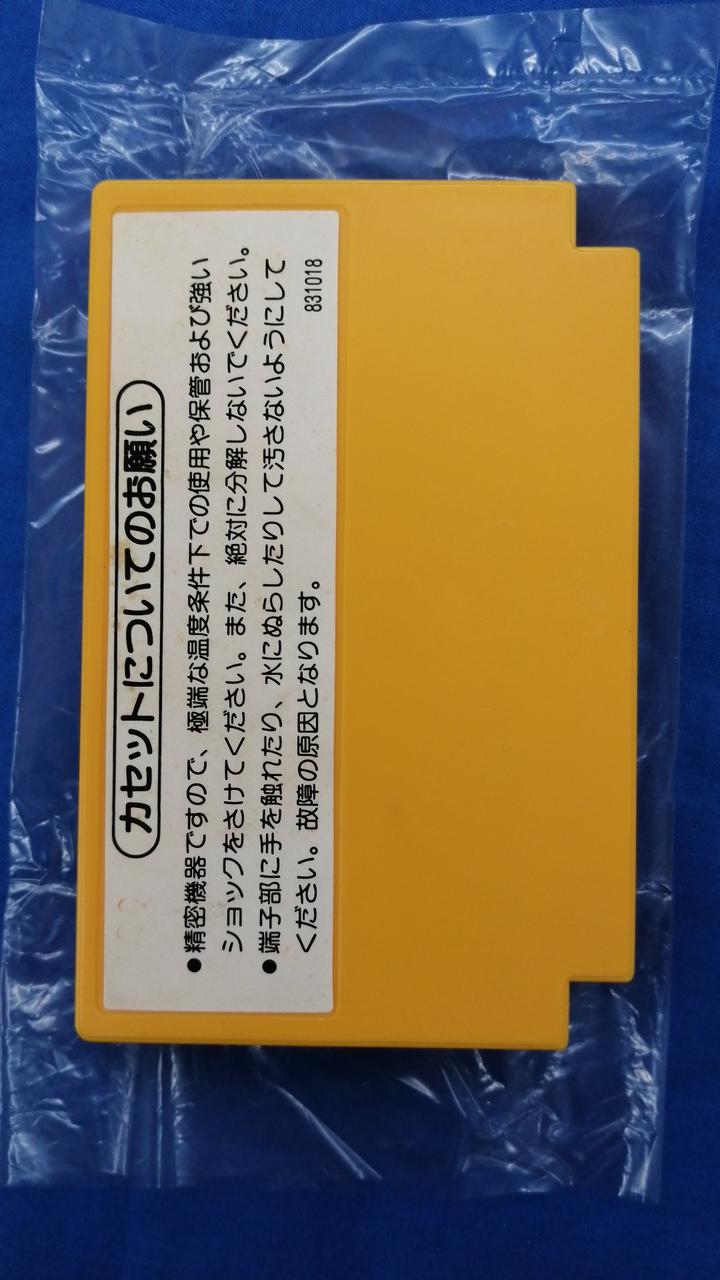 カセットについてのお願い
●精密機器ですので、極端な温度条件下での使用や保管および強い
ショックをさけてください。また、絶対に分解しないでください。
●端子部に手を触れたり、水にぬらしたりして汚さないようにして
ください。故障の原因となります。
831018